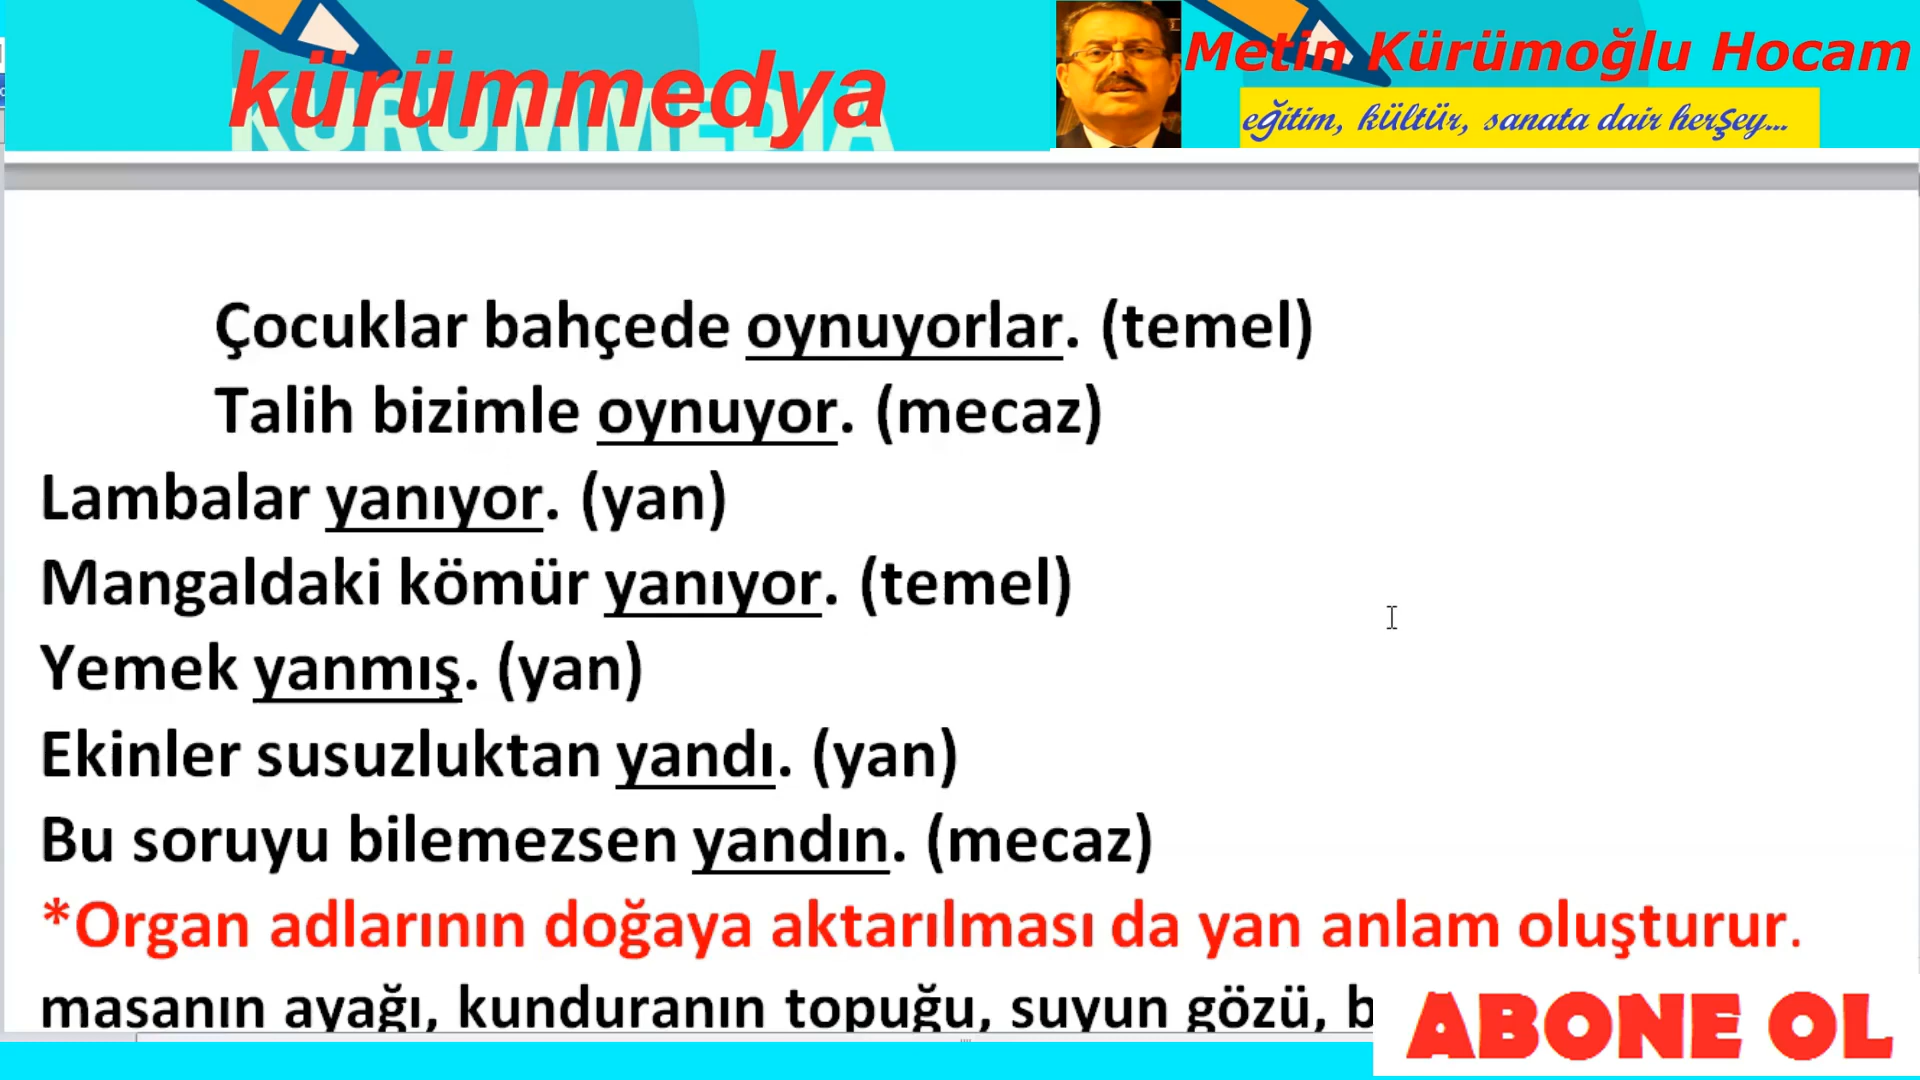 kürümmedya
KÜRÜMMEDIA
Metin Kürümoğlu Hocam
eğitim, kültür, sanata dair herşey...
Çocuklar bahçede oynuyorlar. (temel)
Talih bizimle oynuyor. (mecaz)
Lambalar yanıyor. (yan)
Mangaldaki kömür yanıyor. (temel)
Yemek yanmış. (yan)
Ekinler susuzluktan yandı. (yan)
Bu soruyu bilemezsen yandın. (mecaz)
*Organ adlarının doğaya aktarılması da yan anlam oluşturur.
masanın ayağı, kunduranın topuğu, suyun gözü, b
ABONE OL